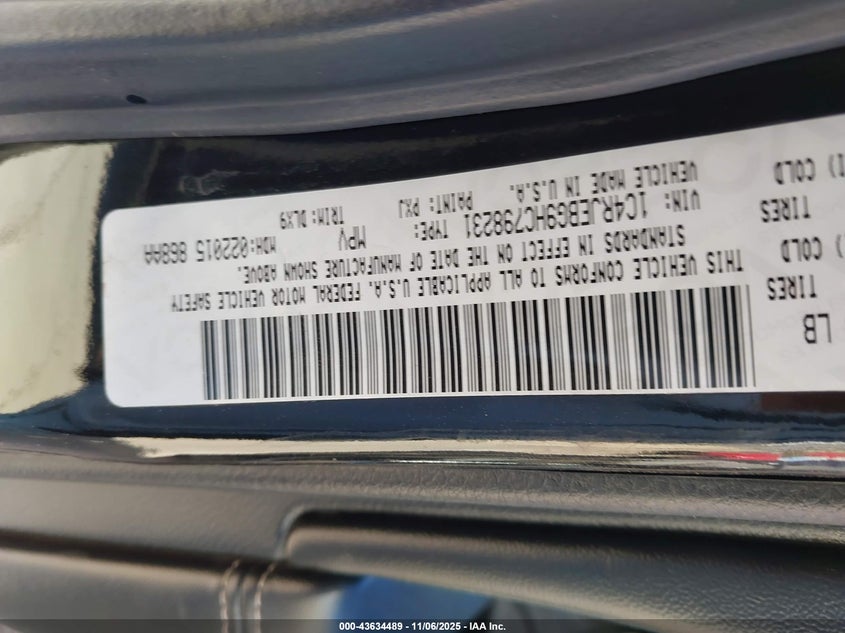 LB
TIRES
) COLD
TIRES
) COLD
THIS VEHICLE CONFORMS TO ALL APPLICABLE U.S.A. FEDERAL MOTOR VEHICLE SAFETY
STANDARDS IN EFFECT ON THE DATE OF MANUFACTURE SHOWN ABOVE.
VIN: 1C4RJEBG9HC798231 TYPE: MPV MDH:022015 868AA
VEHICLE MADE IN U.S.A. PAINT: PXJ TRIM: DLX9
000-43634489 - 11/06/2025 - IAA Inc.